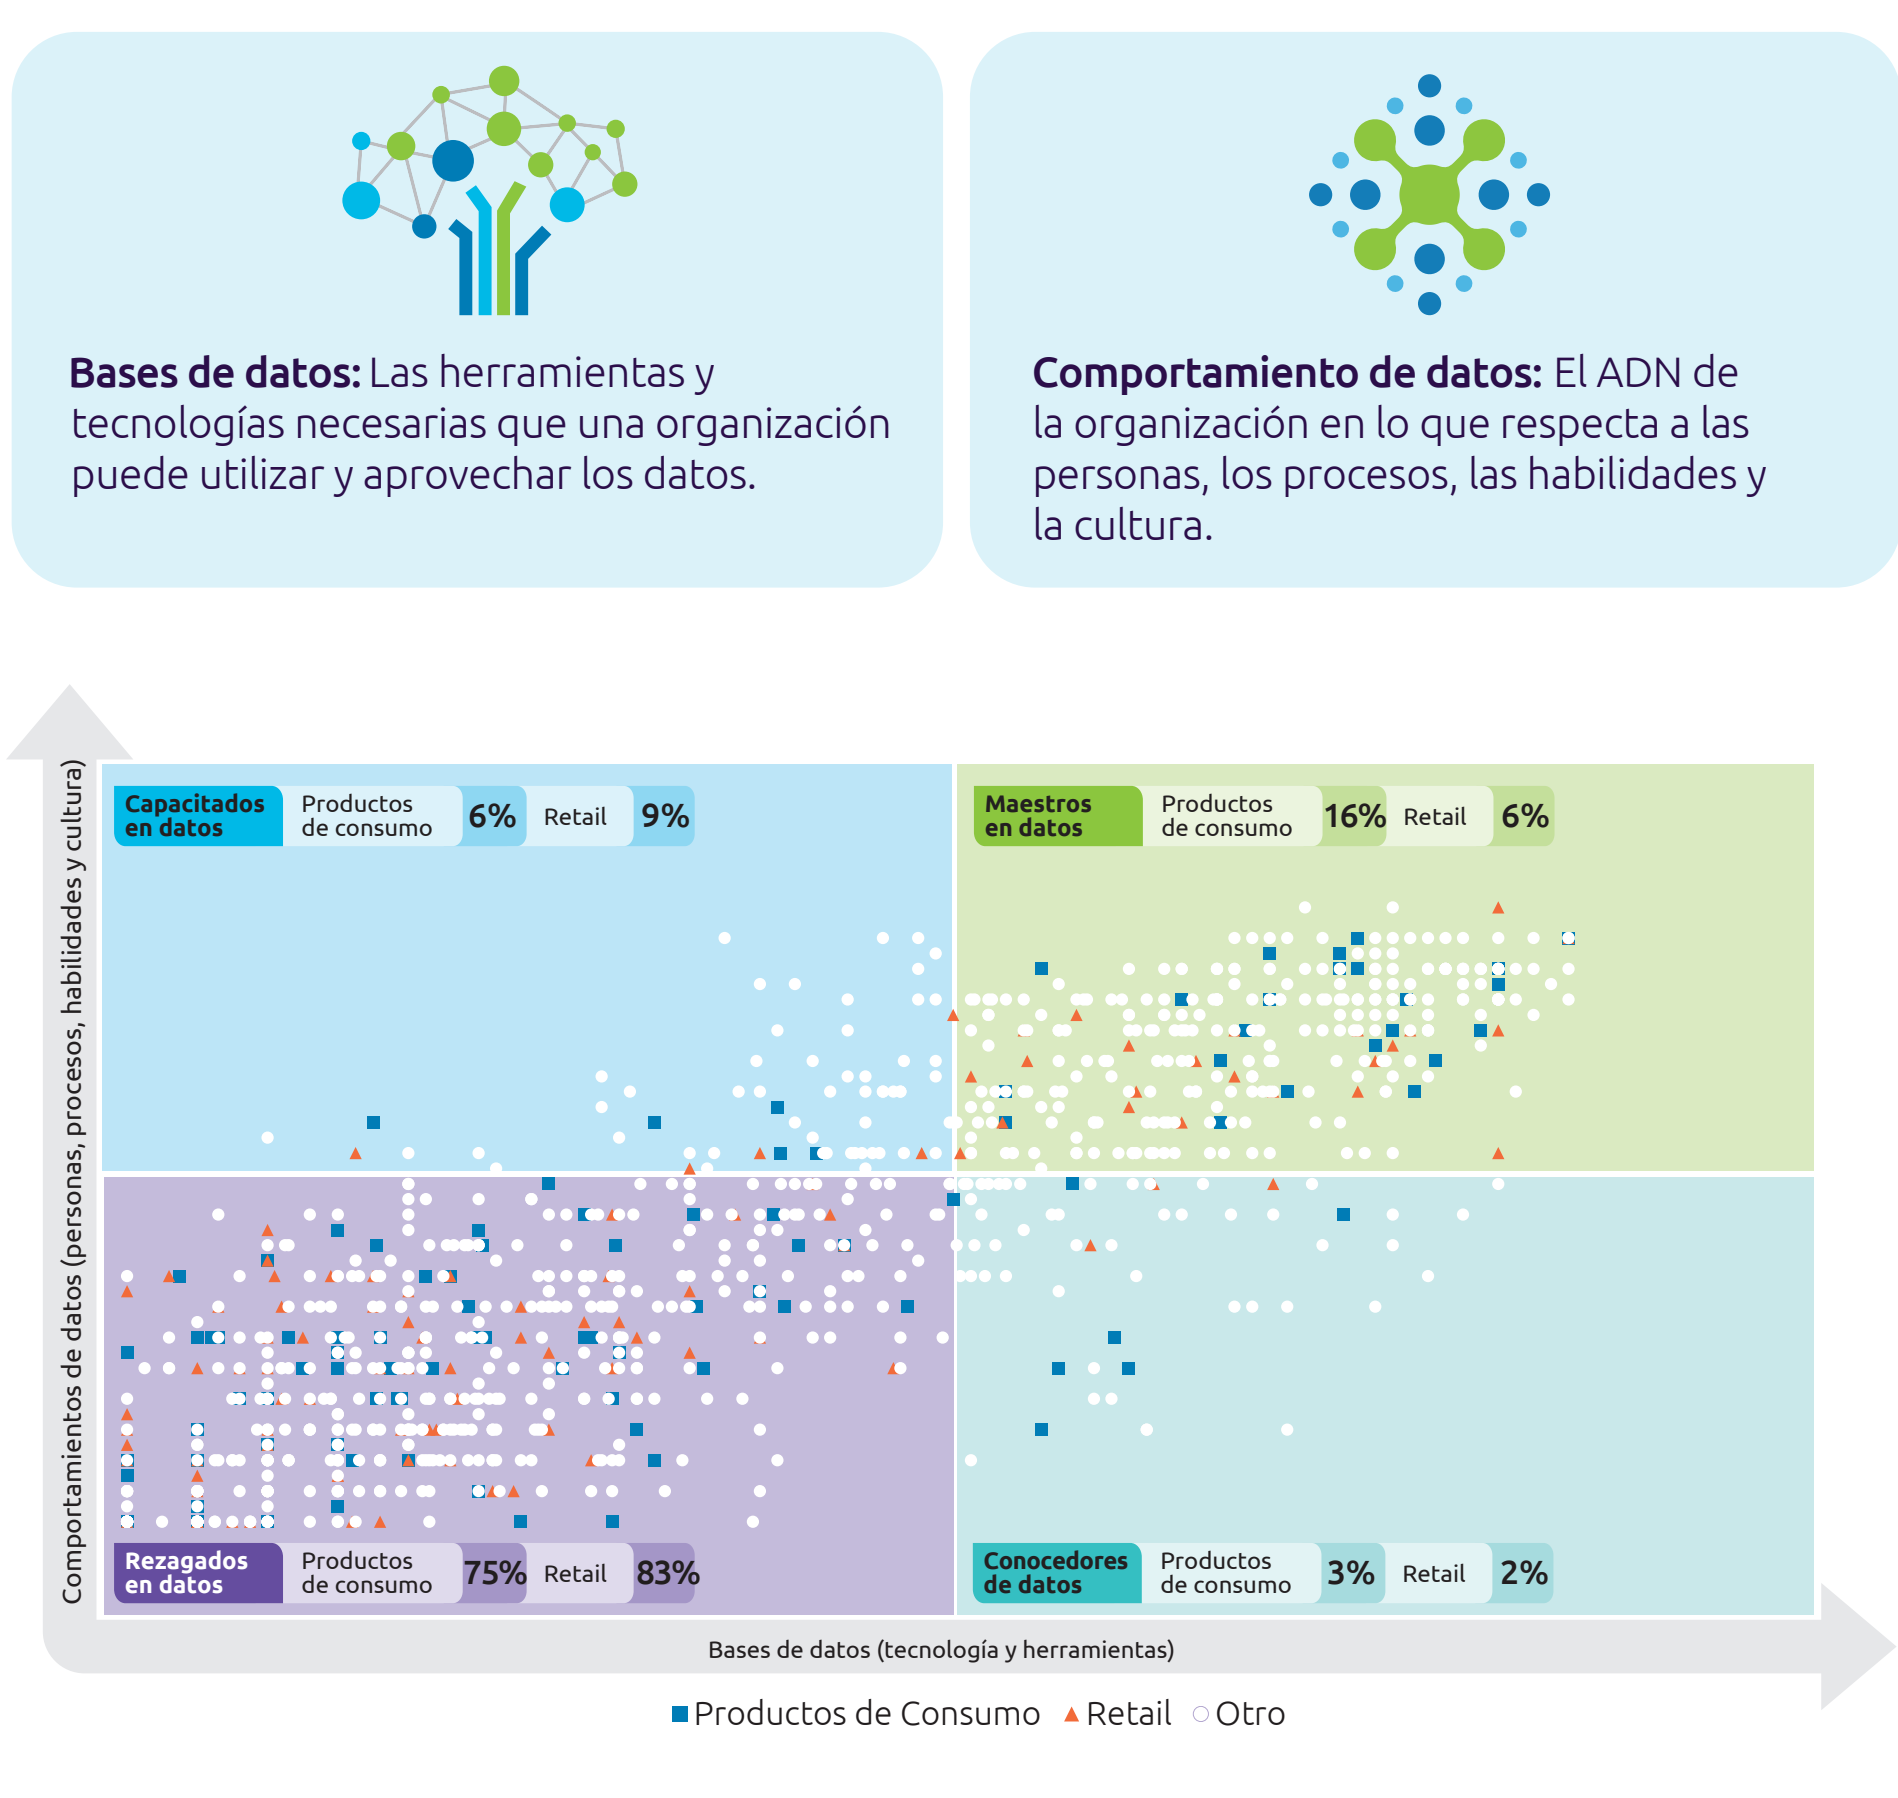 Bases de datos: Las herramientas y
tecnologías necesarias que una organización
puede utilizar y aprovechar los datos.
Comportamiento de datos: El ADN de
la organización en lo que respecta a las
personas, los procesos, las habilidades y
la cultura.
Comportamientos de datos (personas, procesos, habilidades y cultura)
Capacitados
en datos
Productos
de consumo
6%
Retail
9%
Maestros
en datos
Productos
de consumo
16%
Retail
6%
Rezagados
en datos
Productos
de consumo
75%
Retail
83%
Conocedores
de datos
Productos
de consumo
3%
Retail
2%
Bases de datos (tecnología y herramientas)
Productos de Consumo
Retail
Otro